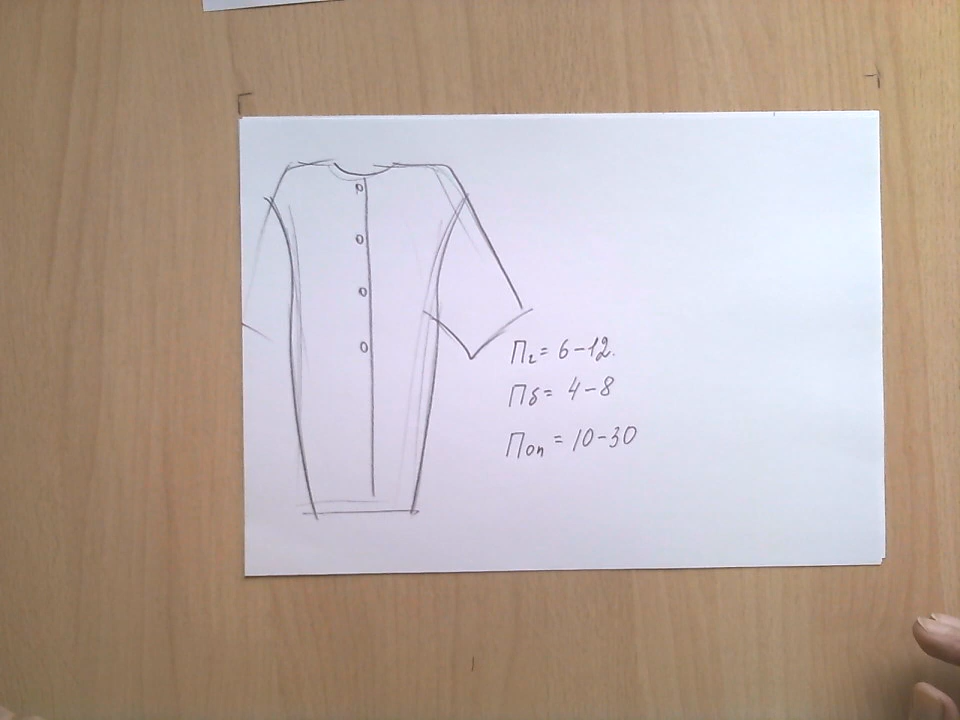 Пг = 6-12.
Пб = 4-8
Поп = 10-30